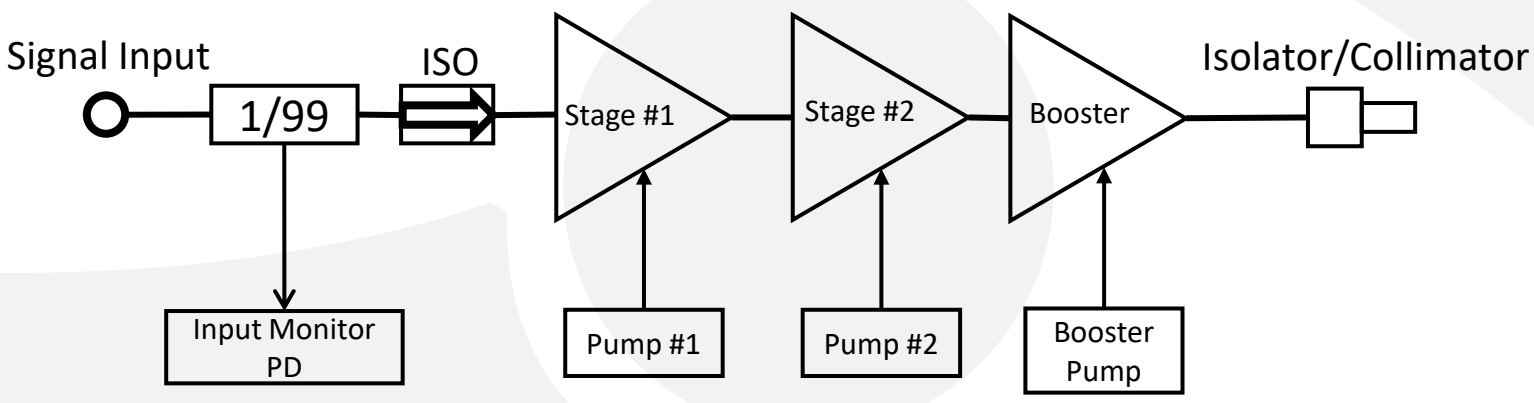 Signal Input
1/99
ISO
Stage #1
Stage #2
Booster
Isolator/Collimator
Input Monitor
PD
Pump #1
Pump #2
Booster
Pump